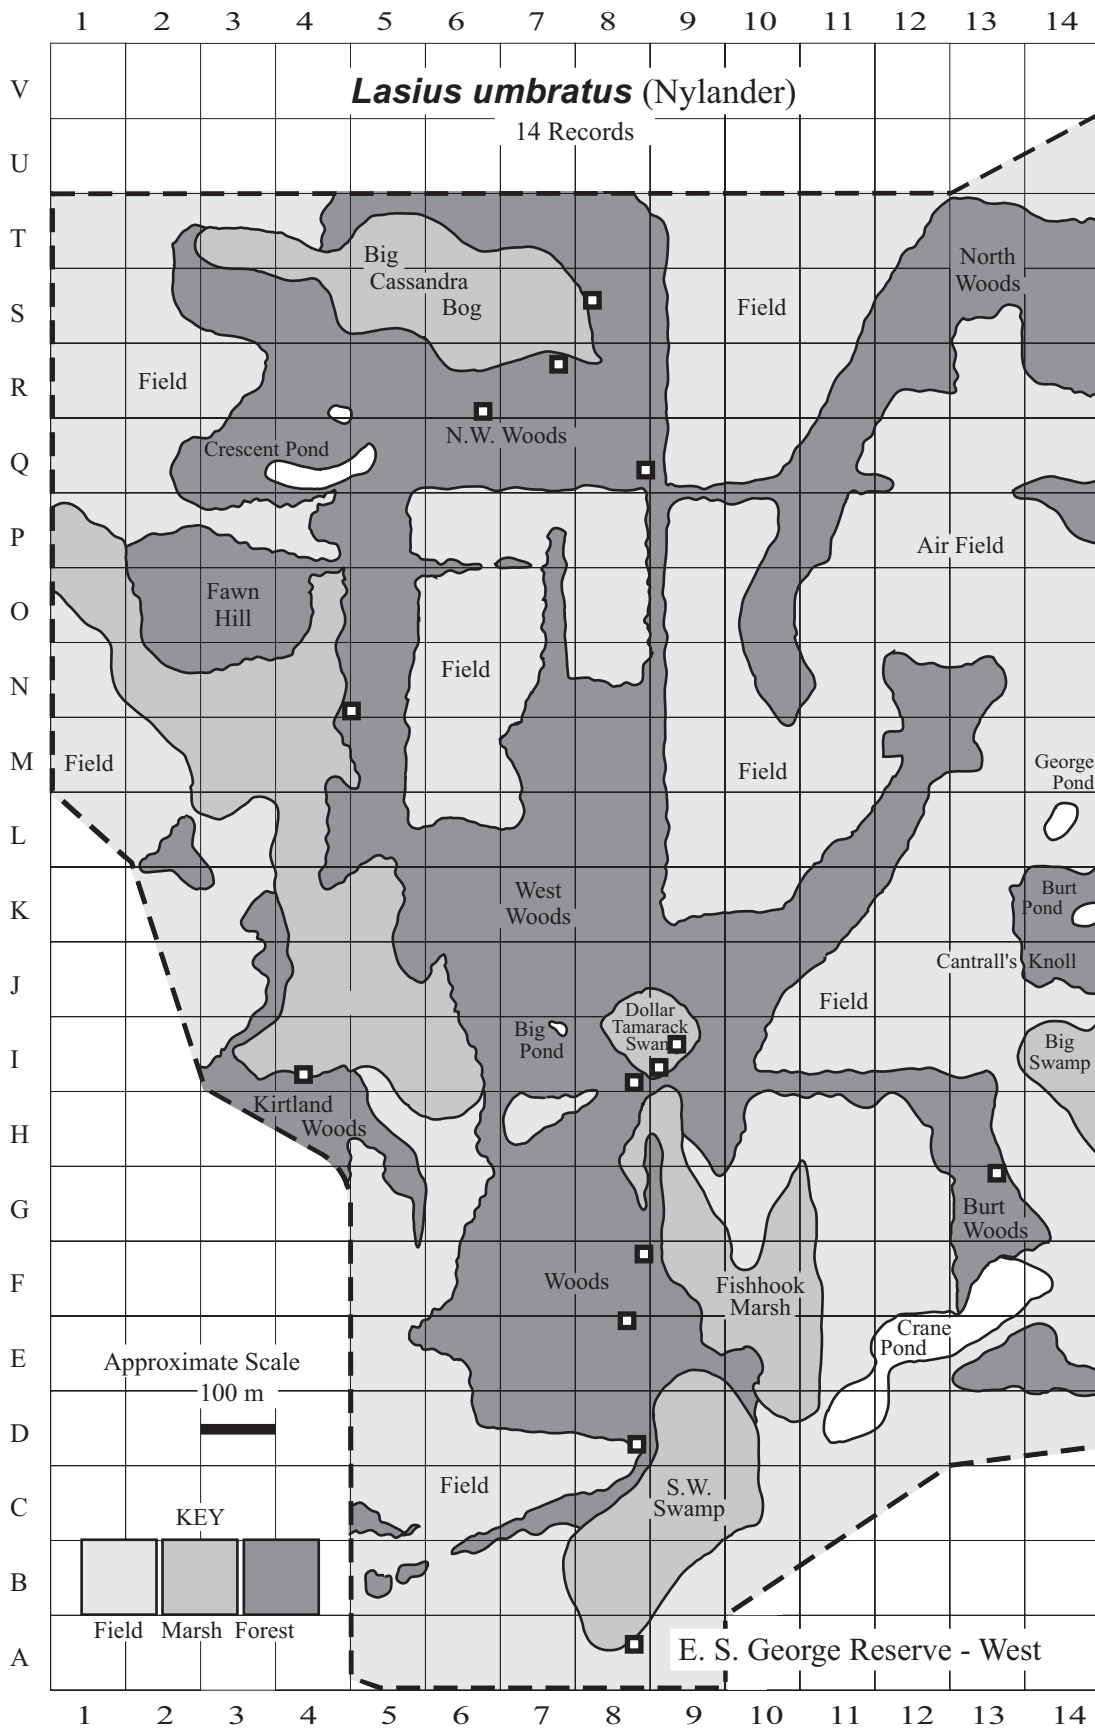 1 2 3 4 5 6 7 8 9 10 11 12 13 14
V
Lasius umbratus (Nylander)
14 Records
U
T
Big
Cassandra
Bog
North
Woods
S
Field
R
Field
N.W. Woods
Crescent Pond
Q
P
Air Field
Fawn
Hill
O
Field
N
M
Field
Field
George
Pond
L
K
West
Woods
Burt
Pond
Cantrall's Knoll
J
Field
Dollar
Tamarack
Swam
Big
Pond
I
Big
Swamp
Kirtland
Woods
H
G
Burt
Woods
F
Woods
Fishhook
Marsh
E
Crane
Pond
Approximate Scale
100 m
D
Field
S.W.
Swamp
C
KEY
B
Field Marsh Forest
A
E. S. George Reserve - West
1 2 3 4 5 6 7 8 9 10 11 12 13 14